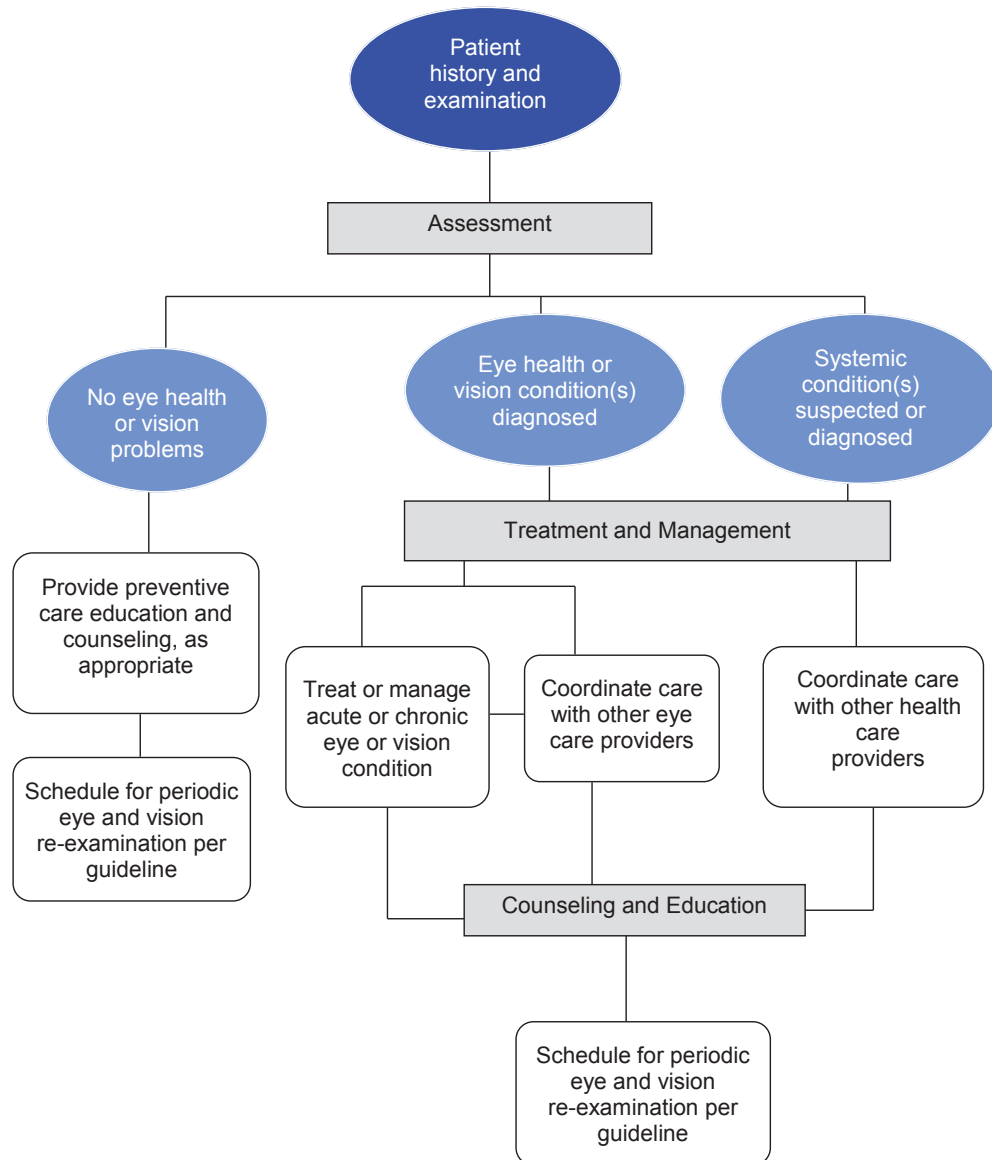 Patient
history and
examination
Assessment
No eye health
or vision
problems
Eye health or
vision condition(s)
diagnosed
Systemic
condition(s)
suspected or
diagnosed
Treatment and Management
Provide preventive
care education and
counseling, as
appropriate
Treat or manage
acute or chronic
eye or vision
condition
Coordinate care
with other eye
care providers
Coordinate care
with other health
care
providers
Schedule for periodic
eye and vision
re-examination per
guideline
Counseling and Education
Schedule for periodic
eye and vision
re-examination per
guideline